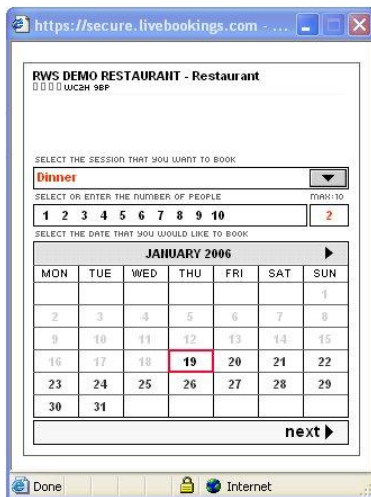 https://secure.livebookings.com - ...
RWS DEMO RESTAURANT - Restaurant
WC2H 9BP
SELECT THE SESSION THAT YOU WANT TO BOOK
Dinner
SELECT OR ENTER THE NUMBER OF PEOPLE MAX:10
1 2 3 4 5 6 7 8 9 10 2
SELECT THE DATE THAT YOU WOULD LIKE TO BOOK
JANUARY 2006
MON TUE WED THU FRI SAT SUN
1
2 3 4 5 6 7 8
9 10 11 12 13 14 15
16 17 18 19 20 21 22
23 24 25 26 27 28 29
30 31
next
Done Internet